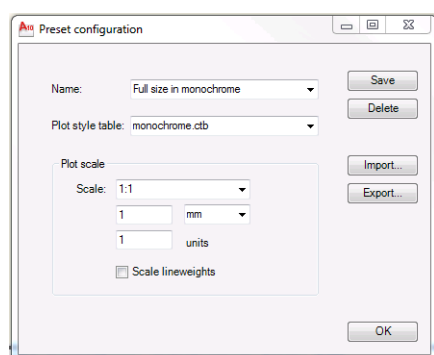 A10 Preset configuration
Name: Full size in monochrome Save
Delete
Plot style table: monochrome.ctb
Plot scale Import...
Scale: 1:1 Export...
1 mm
1 units
Scale lineweights
OK